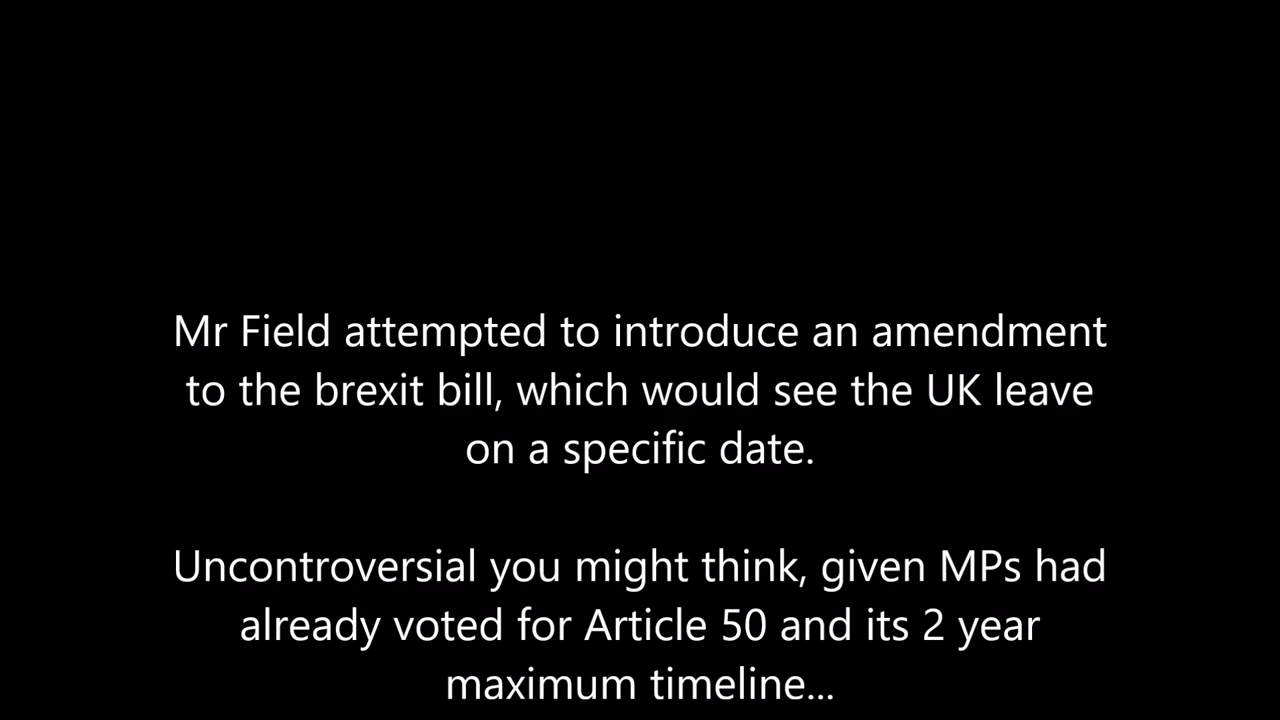 Mr Field attempted to introduce an amendment
to the brexit bill, which would see the UK leave
on a specific date.
Uncontroversial you might think, given MPs had
already voted for Article 50 and its 2 year
maximum timeline...